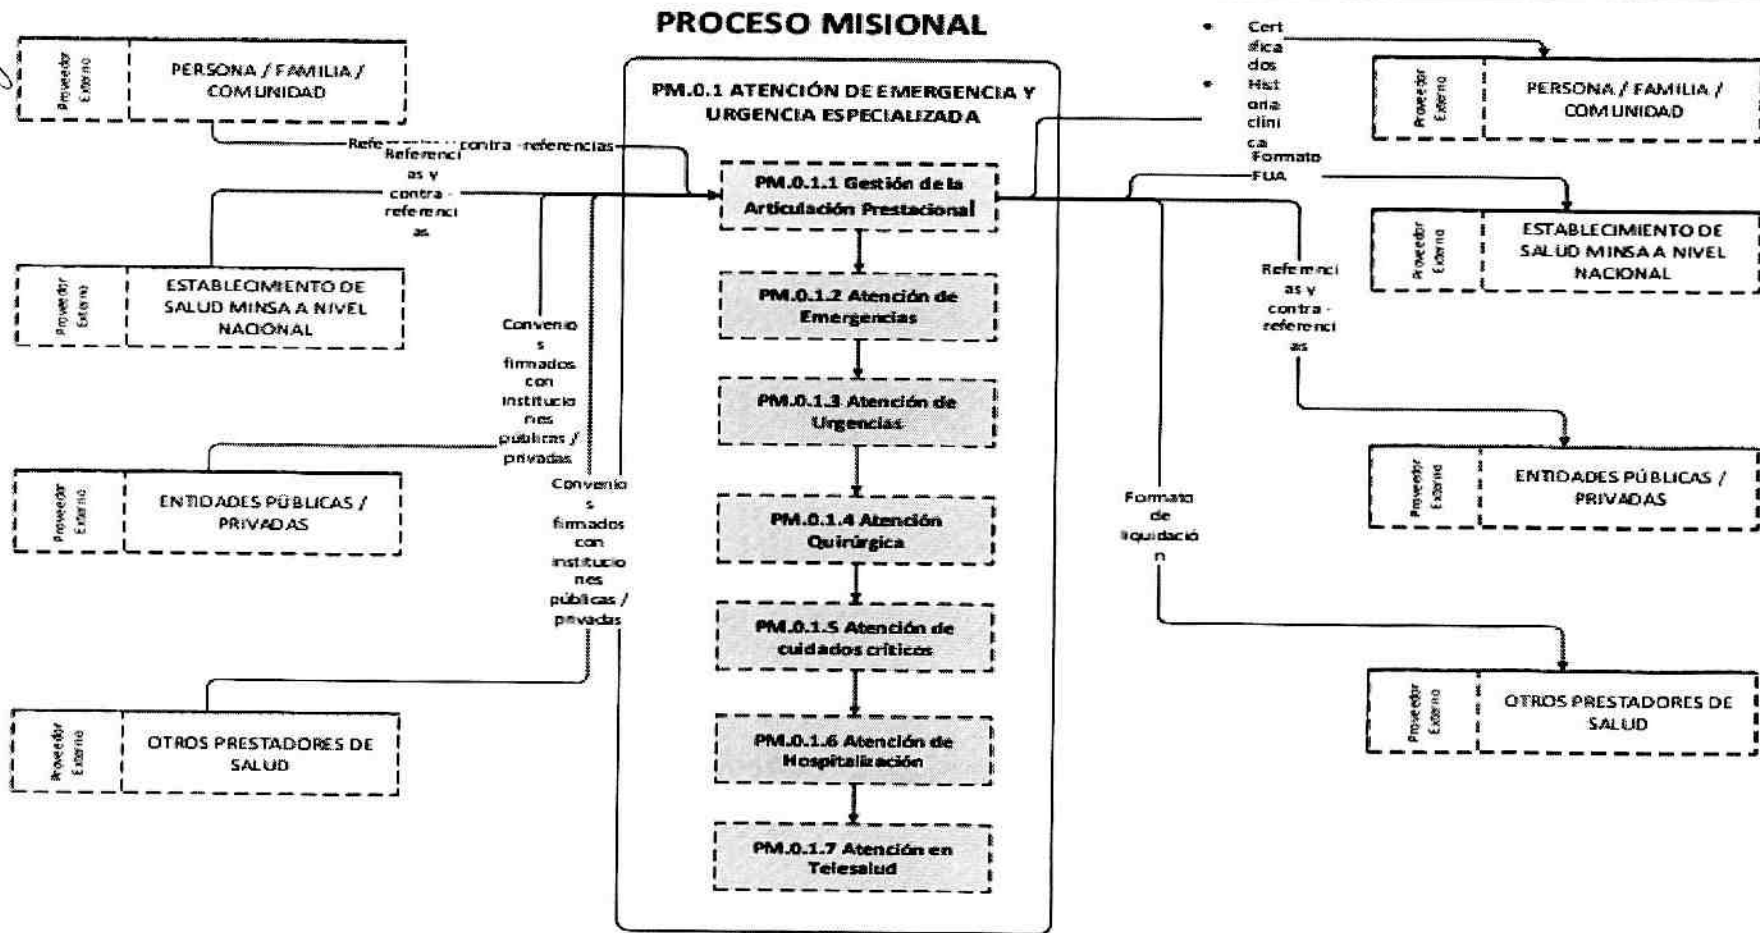 PROCESO MISIONAL
Proveedor
Externo
PERSONA / FAMILIA /
COMUNIDAD
Proveedor
Externo
ESTABLECIMIENTO DE
SALUD MINSA A NIVEL
NACIONAL
Proveedor
Externo
ENTIDADES PÚBLICAS /
PRIVADAS
Proveedor
Externo
OTROS PRESTADORES DE
SALUD
contra -referencias
Referenci
as y
contra -
referenci
as
Convenio
s
firmados
con
institucio
nes
públicas /
privadas
Convenio
s
firmados
con
institucio
nes
públicas /
privadas
PM.0.1 ATENCIÓN DE EMERGENCIA Y
URGENCIA ESPECIALIZADA
PM.0.1.1 Gestión de la
Articulación Prestacional
PM.0.1.2 Atención de
Emergencias
PM.0.1.3 Atención de
Urgencias
PM.0.1.4 Atención
Quirúrgica
PM.0.1.5 Atención de
cuidados críticos
PM.0.1.6 Atención de
Hospitalización
PM.0.1.7 Atención en
Telesalud
• Cert
ifica
dos
• Hist
oria
clíni
ca
Formato
FUA
Referenci
as y
contra -
referenci
as
Formato
de
liquidació
n
Proveedor
Externo
PERSONA / FAMILIA /
COMUNIDAD
Proveedor
Externo
ESTABLECIMIENTO DE
SALUD MINSA A NIVEL
NACIONAL
Proveedor
Externo
ENTIDADES PÚBLICAS /
PRIVADAS
Proveedor
Externo
OTROS PRESTADORES DE
SALUD